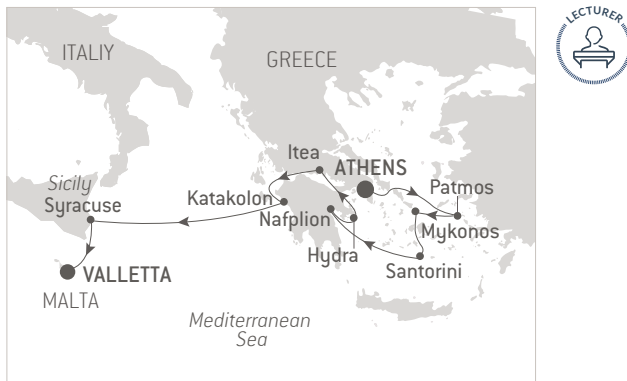 LECTURER
ITALIY
GREECE
Itea
ATHENS
Patmos
Sicily
Syracuse
Katakolon
Nafplion
Mykonos
Hydra
Santorini
VALLETTA
MALTA
Mediterranean
Sea